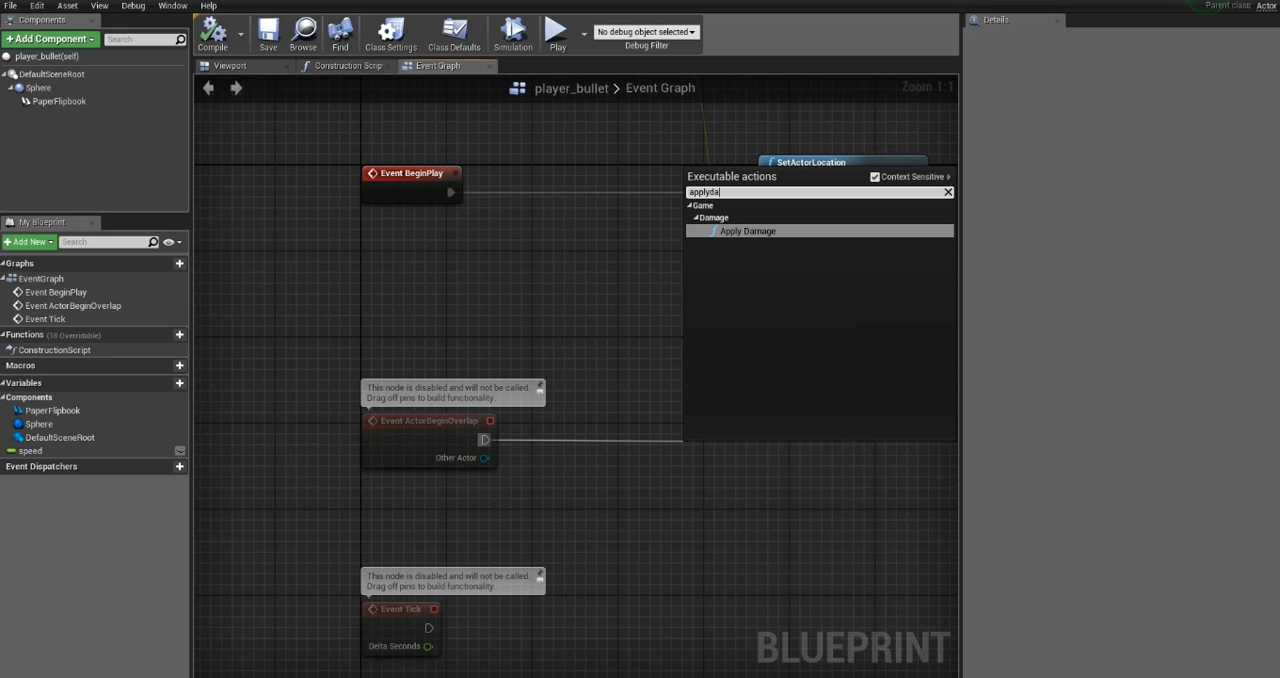 File Edit Asset View Debug Window Help
Parent class: Actor
Components
Details
+ Add Component
Search
Compile
Save
Browse
Find
Class Settings
Class Defaults
Simulation
Play
No debug object selected
Debug Filter
player_bullet(self)
Viewport
Construction Scrip
Event Graph
DefaultSceneRoot
Sphere
PaperFlipbook
player_bullet > Event Graph
Zoom 1:1
SetActorLocation
Event BeginPlay
Executable actions
Context Sensitive
applyda
Game
Damage
Apply Damage
My Blueprint
+ Add New
Search
Graphs
EventGraph
Event BeginPlay
Event ActorBeginOverlap
Event Tick
Functions (18 Overridable)
ConstructionScript
Macros
Variables
Components
PaperFlipbook
Sphere
DefaultSceneRoot
speed
Event Dispatchers
This node is disabled and will not be called.
Drag off pins to build functionality.
Event ActorBeginOverlap
Other Actor
This node is disabled and will not be called.
Drag off pins to build functionality.
Event Tick
Delta Seconds
BLUEPRINT